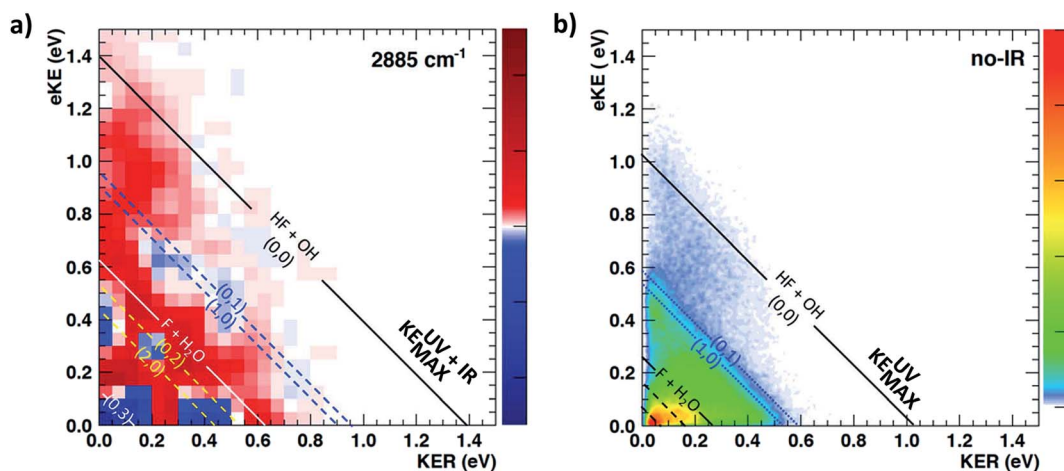 a)
2885 cm⁻¹
eKE (eV)
1.4
1.2
1.0
0.8
0.6
0.4
0.2
0.0
HF + OH
(0,0)
(0,1)
(1,0)
F + H₂O
(0,2)
(2,0)
(0,3)
KE_MAX^UV + IR
0.0 0.2 0.4 0.6 0.8 1.0 1.2 1.4
KER (eV)
b)
no-IR
eKE (eV)
1.4
1.2
1.0
0.8
0.6
0.4
0.2
0.0
HF + OH
(0,0)
(0,1)
(1,0)
F + H₂O
KE_MAX^UV
0.0 0.2 0.4 0.6 0.8 1.0 1.2 1.4
KER (eV)